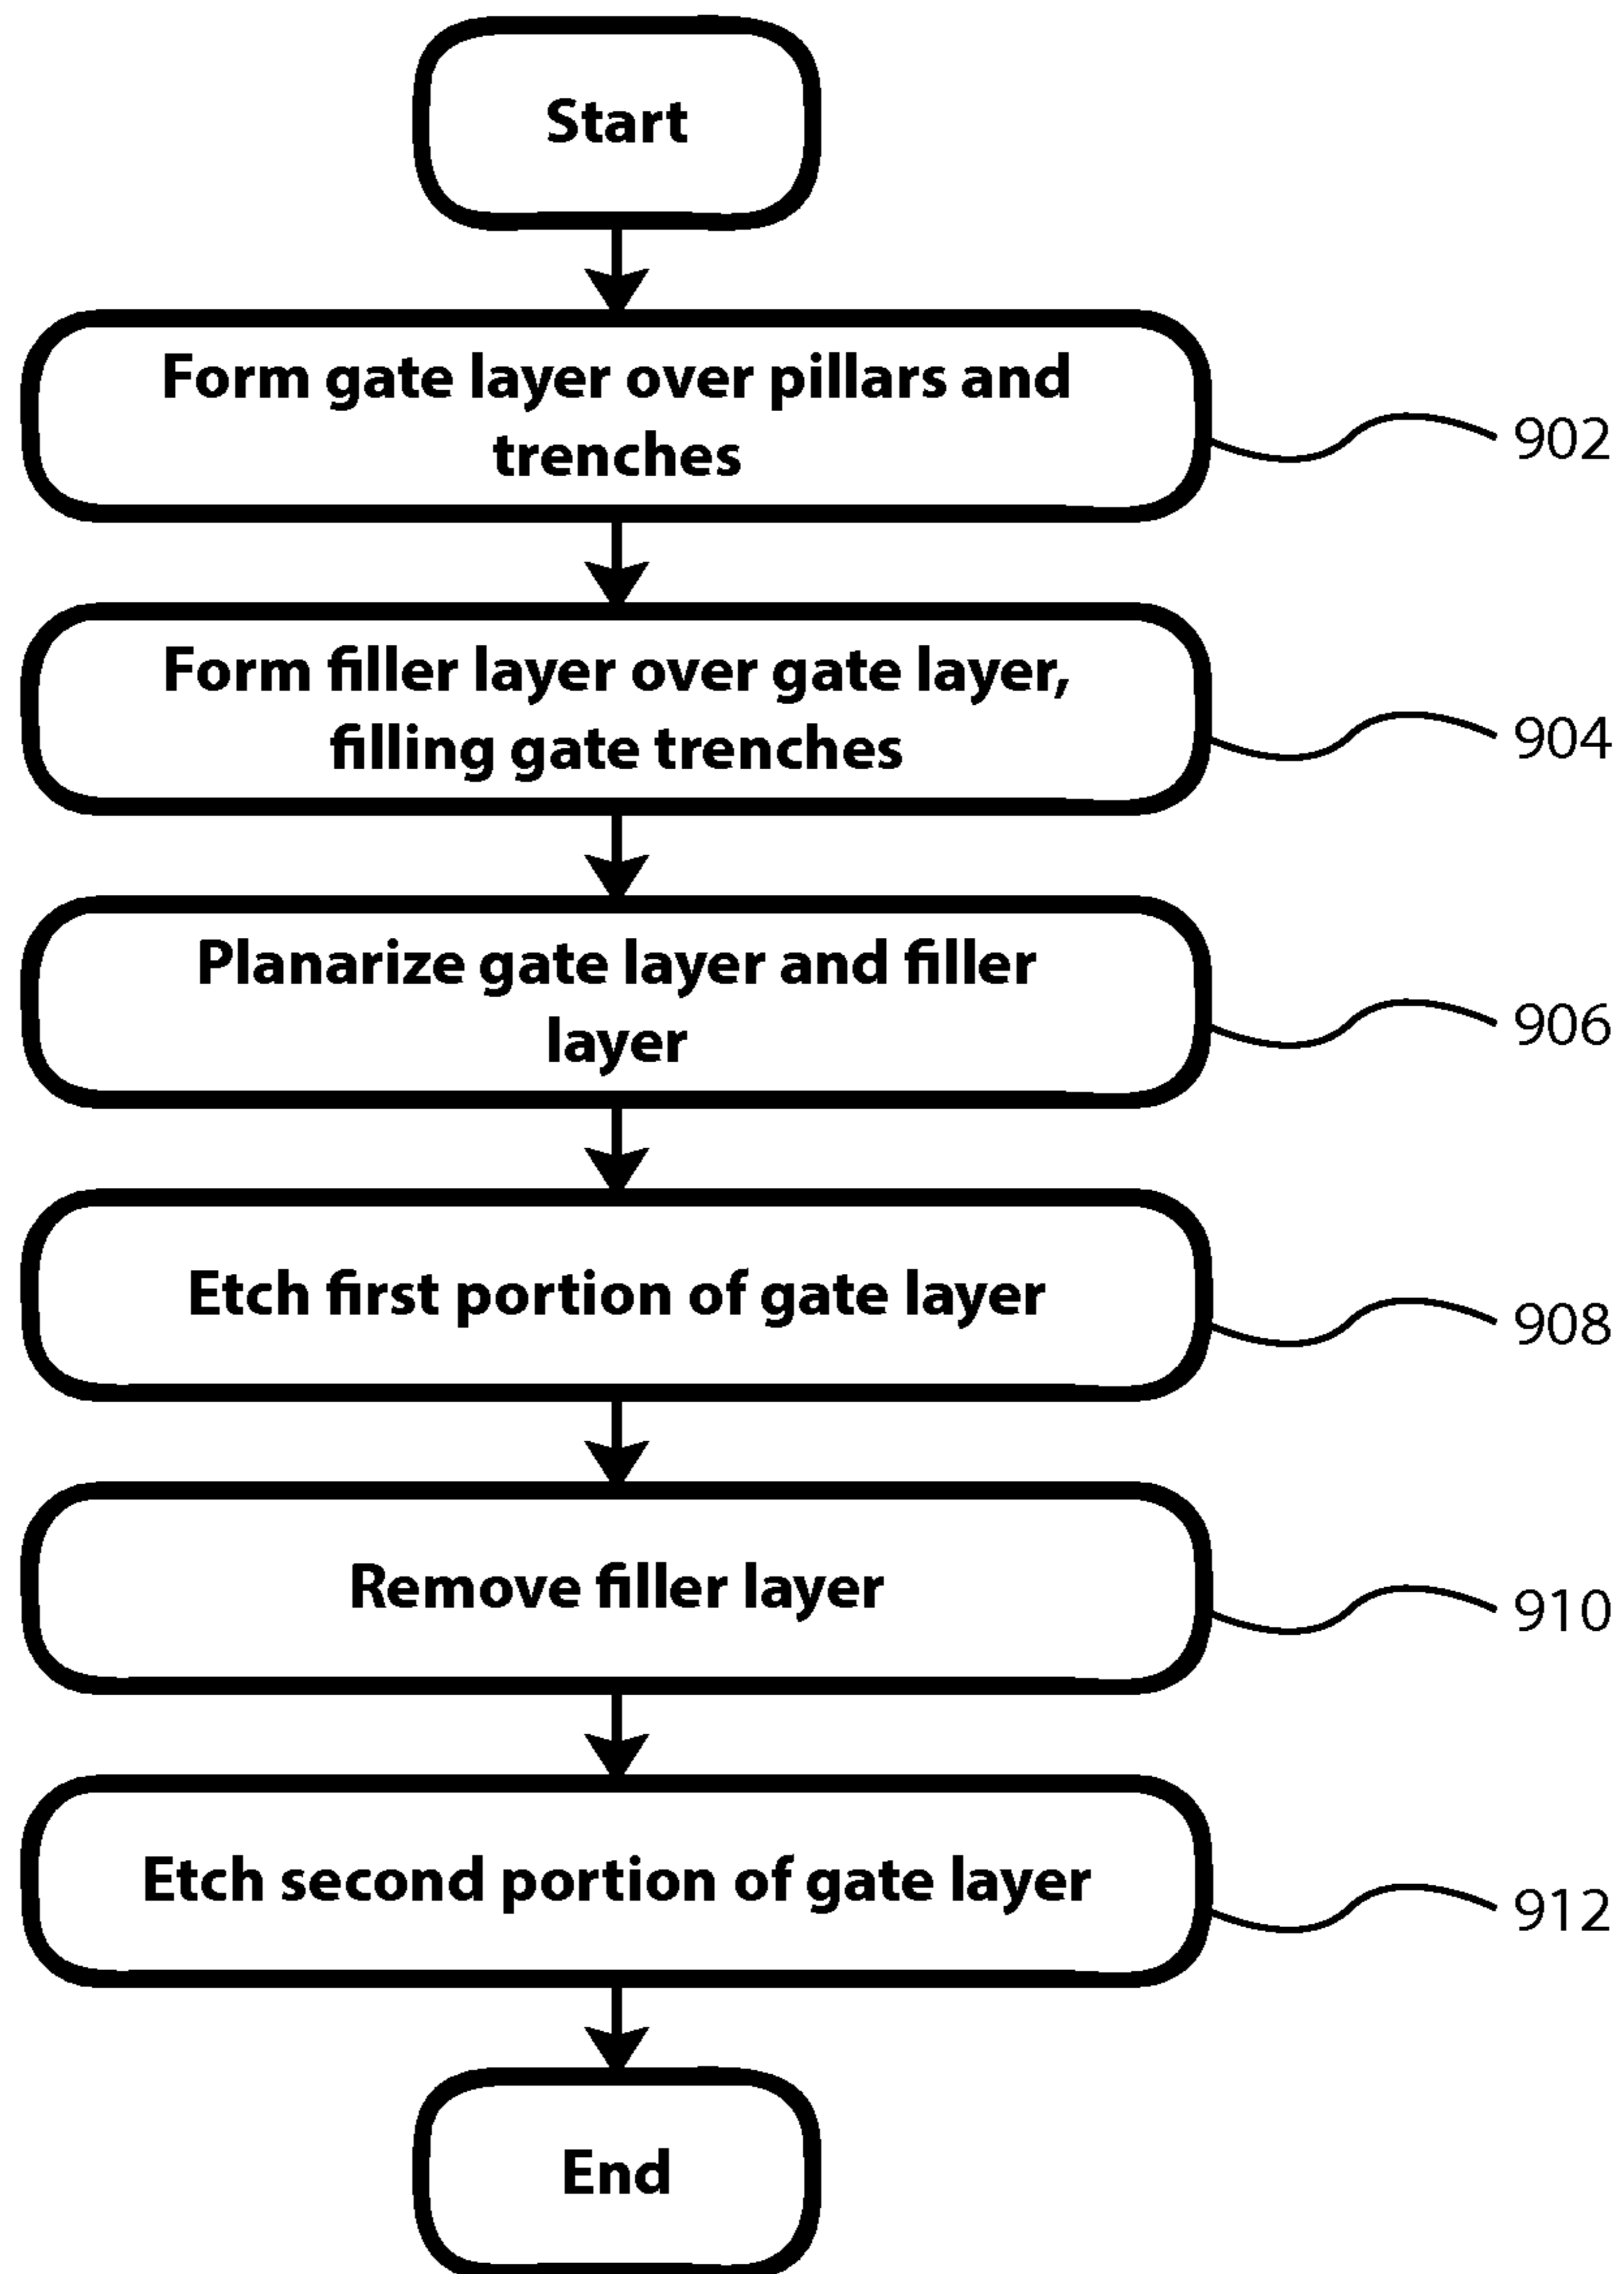 Start
Form gate layer over pillars and
trenches
902
Form filler layer over gate layer,
filling gate trenches
904
Planarize gate layer and filler
layer
906
Etch first portion of gate layer
908
Remove filler layer
910
Etch second portion of gate layer
912
End